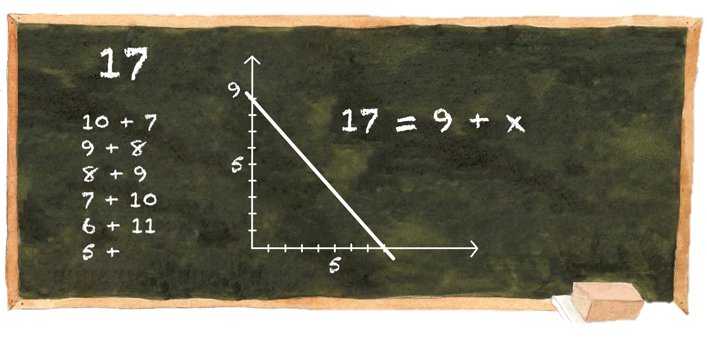 17
10 + 7
9 + 8
8 + 9
7 + 10
6 + 11
5 +
9
5
5
17 = 9 + x